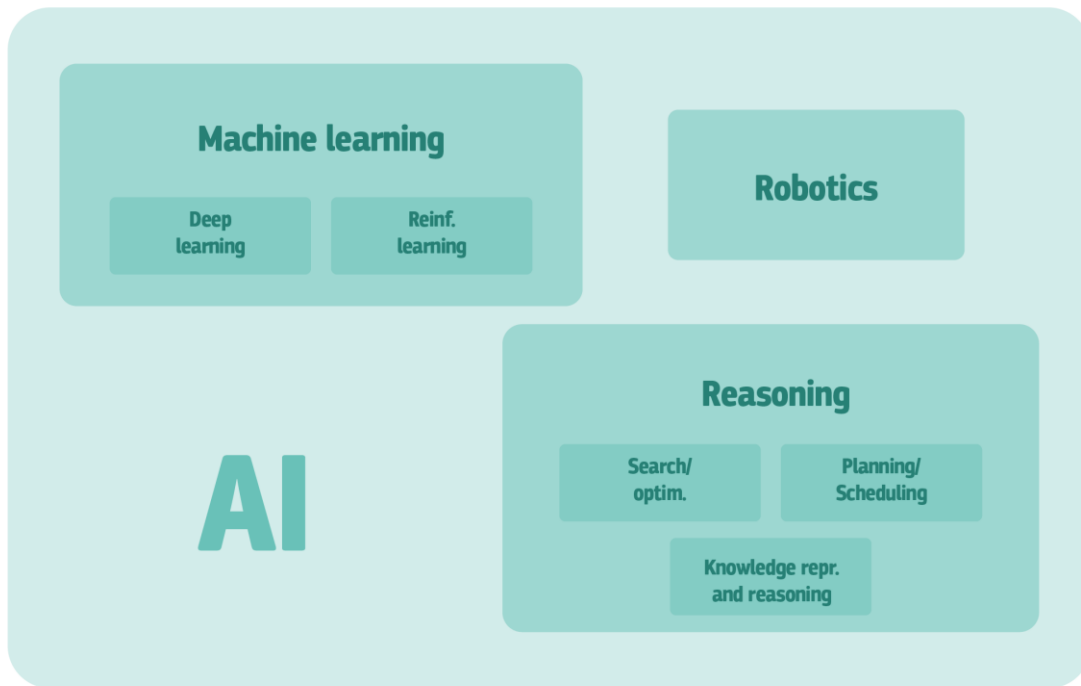 Machine learning
Deep
learning
Reinf.
learning
Robotics
Reasoning
Search/
optim.
Planning/
Scheduling
Knowledge repr.
and reasoning
AI